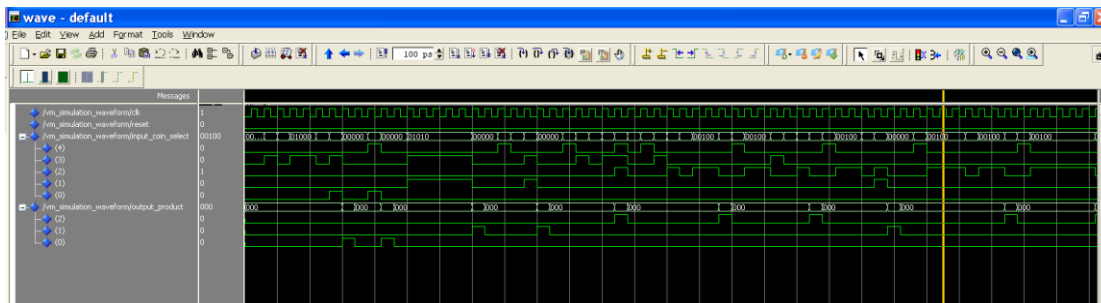 wave - default
File Edit View Add Format Tools Window
100 ps
Messages
/vm_simulation_waveform/clk 1
/vm_simulation_waveform/reset 0
/vm_simulation_waveform/input_coin_select 00100 00... 01000 00000 00000 01010 00000 00000 00100 00100 00100 00000 00100 00100 00100
(4) 0
(3) 0
(2) 1
(1) 0
(0) 0
/vm_simulation_waveform/output_product 000 000 000 000 000 000 000 000 000 000 000
(2) 0
(1) 0
(0) 0